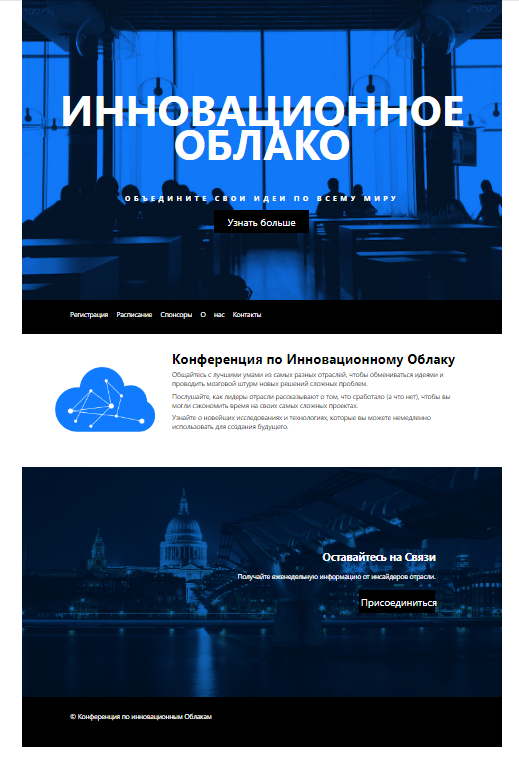 ИННОВАЦИОННОЕ
ОБЛАКО
ОБЪЕДИНИТЕ СВОИ ИДЕИ ПО ВСЕМУ МИРУ
Узнать больше
Регистрация Расписание Спонсоры О нас Контакты
Конференция по Инновационному Облаку
Общайтесь с лучшими умами из самых разных отраслей, чтобы обмениваться идеями и
проводить мозговой штурм новых решений сложных проблем.
Послушайте, как лидеры отрасли рассказывают о том, что сработало (а что нет), чтобы вы
могли сэкономить время на своих самых сложных проектах.
Узнайте о новейших исследованиях и технологиях, которые вы можете немедленно
использовать для создания будущего.
Оставайтесь на Связи
Получайте еженедельную информацию от инсайдеров отрасли.
Присоединиться
© Конференция по инновационным Облакам